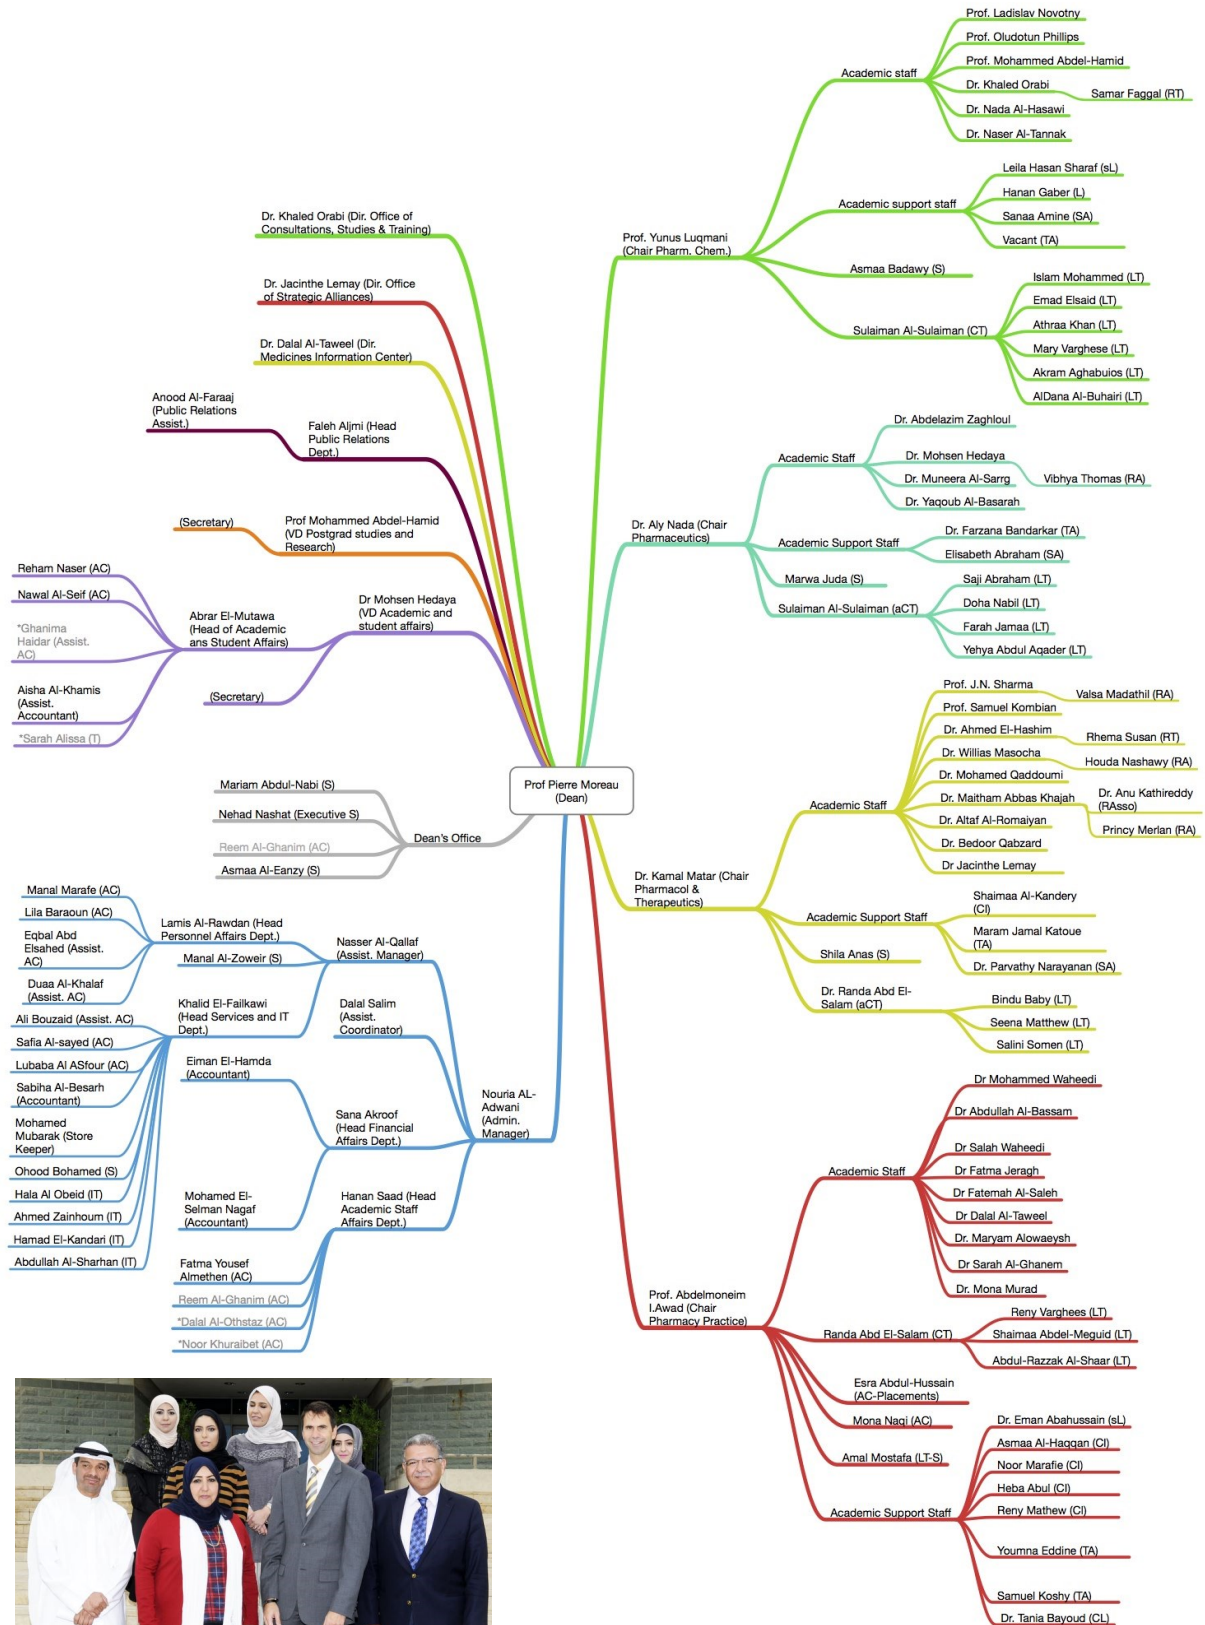 Prof. Ladislav Novotny
Prof. Oludotun Phillips
Prof. Mohammed Abdel-Hamid
Academic staff
Dr. Khaled Orabi
Samar Faggal (RT)
Dr. Nada Al-Hasawi
Dr. Naser Al-Tannak
Leila Hasan Sharaf (sL)
Hanan Gaber (L)
Academic support staff
Sanaa Amine (SA)
Vacant (TA)
Prof. Yunus Luqmani
(Chair Pharm. Chem.)
Asmaa Badawy (S)
Islam Mohammed (LT)
Emad Elsaid (LT)
Sulaiman Al-Sulaiman (CT)
Athraa Khan (LT)
Mary Varghese (LT)
Akram Aghabuios (LT)
AlDana Al-Buhairi (LT)
Dr. Khaled Orabi (Dir. Office of
Consultations, Studies & Training)
Dr. Jacinthe Lemay (Dir. Office
of Strategic Alliances)
Dr. Dalal Al-Taweel (Dir.
Medicines Information Center)
Anood Al-Faraaj
(Public Relations
Assist.)
Faleh Aljmi (Head
Public Relations
Dept.)
(Secretary)
Prof Mohammed Abdel-Hamid
(VD Postgrad studies and
Research)
Reham Naser (AC)
Nawal Al-Seif (AC)
*Ghanima
Haidar (Assist.
AC)
Aisha Al-Khamis
(Assist.
Accountant)
*Sarah Alissa (T)
Abrar El-Mutawa
(Head of Academic
ans Student Affairs)
(Secretary)
Dr Mohsen Hedaya
(VD Academic and
student affairs)
Dr. Aly Nada (Chair
Pharmaceutics)
Academic Staff
Dr. Abdelazim Zaghloul
Dr. Mohsen Hedaya
Vibhya Thomas (RA)
Dr. Muneera Al-Sarrg
Dr. Yaqoub Al-Basarah
Academic Support Staff
Dr. Farzana Bandarkar (TA)
Elisabeth Abraham (SA)
Marwa Juda (S)
Sulaiman Al-Sulaiman (aCT)
Saji Abraham (LT)
Doha Nabil (LT)
Farah Jamaa (LT)
Yehya Abdul Aqader (LT)
Prof Pierre Moreau
(Dean)
Dean's Office
Mariam Abdul-Nabi (S)
Nehad Nashat (Executive S)
Reem Al-Ghanim (AC)
Asmaa Al-Eanzy (S)
Dr. Kamal Matar (Chair
Pharmacol &
Therapeutics)
Academic Staff
Prof. J.N. Sharma
Valsa Madathil (RA)
Prof. Samuel Kombian
Dr. Ahmed El-Hashim
Rhema Susan (RT)
Dr. Willias Masocha
Houda Nashawy (RA)
Dr. Mohamed Qaddoumi
Dr. Maitham Abbas Khajah
Dr. Anu Kathireddy
(RAsso)
Princy Merlan (RA)
Dr. Altaf Al-Romaiyan
Dr. Bedoor Qabzard
Dr Jacinthe Lemay
Academic Support Staff
Shaimaa Al-Kandery
(CI)
Maram Jamal Katoue
(TA)
Dr. Parvathy Narayanan (SA)
Shila Anas (S)
Dr. Randa Abd El-
Salam (aCT)
Bindu Baby (LT)
Seena Matthew (LT)
Salini Somen (LT)
Manal Marafe (AC)
Lila Baraoun (AC)
Eqbal Abd
Elsahed (Assist.
AC)
Duaa Al-Khalaf
(Assist. AC)
Lamis Al-Rawdan (Head
Personnel Affairs Dept.)
Manal Al-Zoweir (S)
Nasser Al-Qallaf
(Assist. Manager)
Khalid El-Failkawi
(Head Services and IT
Dept.)
Ali Bouzaid (Assist. AC)
Safia Al-sayed (AC)
Lubaba Al ASfour (AC)
Sabiha Al-Besarh
(Accountant)
Mohamed
Mubarak (Store
Keeper)
Ohood Bohamed (S)
Hala Al Obeid (IT)
Ahmed Zainhoum (IT)
Hamad El-Kandari (IT)
Abdullah Al-Sharhan (IT)
Dalal Salim
(Assist.
Coordinator)
Eiman El-Hamda
(Accountant)
Sana Akroof
(Head Financial
Affairs Dept.)
Mohamed El-
Selman Nagaf
(Accountant)
Nouria AL-
Adwani
(Admin.
Manager)
Hanan Saad (Head
Academic Staff
Affairs Dept.)
Fatma Yousef
Almethen (AC)
Reem Al-Ghanim (AC)
*Dalal Al-Othstaz (AC)
*Noor Khuraibet (AC)
Prof. Abdelmoneim
I.Awad (Chair
Pharmacy Practice)
Academic Staff
Dr Mohammed Waheedi
Dr Abdullah Al-Bassam
Dr Salah Waheedi
Dr Fatma Jeragh
Dr Fatemah Al-Saleh
Dr Dalal Al-Taweel
Dr. Maryam Alowaeysh
Dr Sarah Al-Ghanem
Dr. Mona Murad
Randa Abd El-Salam (CT)
Reny Varghees (LT)
Shaimaa Abdel-Meguid (LT)
Abdul-Razzak Al-Shaar (LT)
Esra Abdul-Hussain
(AC-Placements)
Mona Naqi (AC)
Amal Mostafa (LT-S)
Academic Support Staff
Dr. Eman Abahussain (sL)
Asmaa Al-Haqqan (CI)
Noor Marafie (CI)
Heba Abul (CI)
Reny Mathew (CI)
Youmna Eddine (TA)
Samuel Koshy (TA)
Dr. Tania Bayoud (CL)